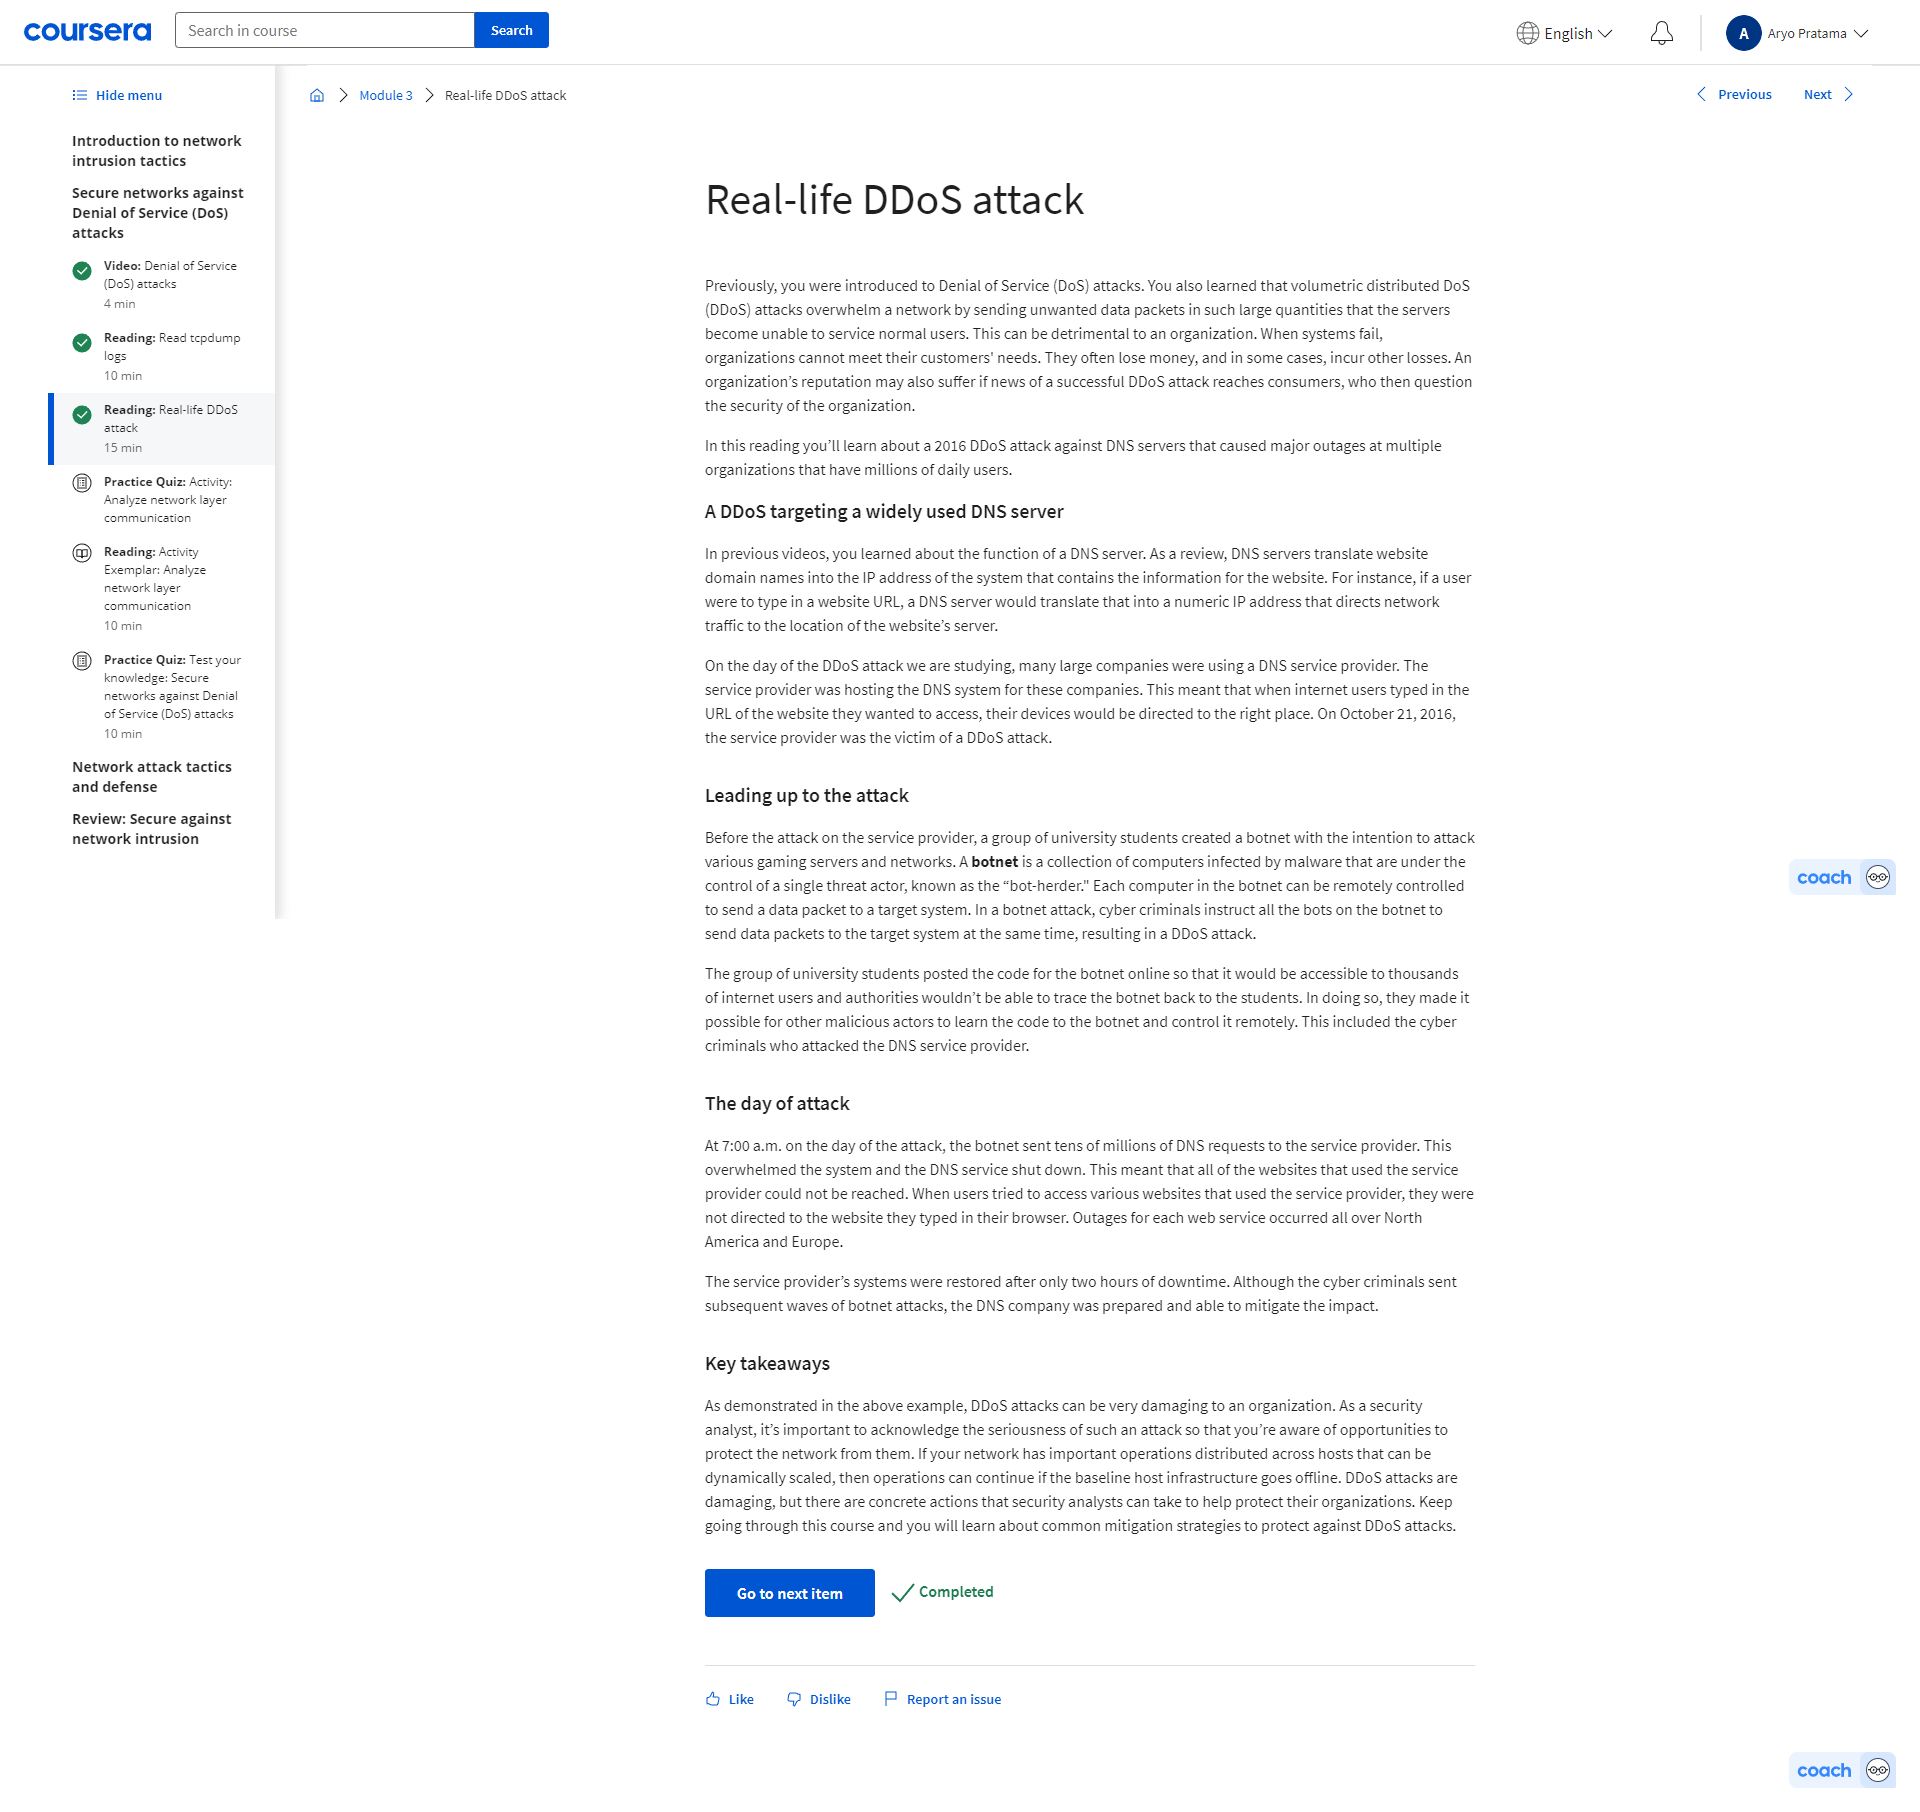 coursera
Search in course
Search
English
A
Aryo Pratama
Hide menu
Introduction to network
intrusion tactics
Secure networks against
Denial of Service (DoS)
attacks
Video: Denial of Service
(DoS) attacks
4 min
Reading: Read tcpdump
logs
10 min
Reading: Real-life DDoS
attack
15 min
Practice Quiz: Activity:
Analyze network layer
communication
Reading: Activity
Exemplar: Analyze
network layer
communication
10 min
Practice Quiz: Test your
knowledge: Secure
networks against Denial
of Service (DoS) attacks
10 min
Network attack tactics
and defense
Review: Secure against
network intrusion
Module 3
Real-life DDoS attack
Previous
Next
Real-life DDoS attack
Previously, you were introduced to Denial of Service (DoS) attacks. You also learned that volumetric distributed DoS
(DDoS) attacks overwhelm a network by sending unwanted data packets in such large quantities that the servers
become unable to service normal users. This can be detrimental to an organization. When systems fail,
organizations cannot meet their customers' needs. They often lose money, and in some cases, incur other losses. An
organization’s reputation may also suffer if news of a successful DDoS attack reaches consumers, who then question
the security of the organization.
In this reading you’ll learn about a 2016 DDoS attack against DNS servers that caused major outages at multiple
organizations that have millions of daily users.
A DDoS targeting a widely used DNS server
In previous videos, you learned about the function of a DNS server. As a review, DNS servers translate website
domain names into the IP address of the system that contains the information for the website. For instance, if a user
were to type in a website URL, a DNS server would translate that into a numeric IP address that directs network
traffic to the location of the website’s server.
On the day of the DDoS attack we are studying, many large companies were using a DNS service provider. The
service provider was hosting the DNS system for these companies. This meant that when internet users typed in the
URL of the website they wanted to access, their devices would be directed to the right place. On October 21, 2016,
the service provider was the victim of a DDoS attack.
Leading up to the attack
Before the attack on the service provider, a group of university students created a botnet with the intention to attack
various gaming servers and networks. A botnet is a collection of computers infected by malware that are under the
control of a single threat actor, known as the “bot-herder." Each computer in the botnet can be remotely controlled
to send a data packet to a target system. In a botnet attack, cyber criminals instruct all the bots on the botnet to
send data packets to the target system at the same time, resulting in a DDoS attack.
The group of university students posted the code for the botnet online so that it would be accessible to thousands
of internet users and authorities wouldn’t be able to trace the botnet back to the students. In doing so, they made it
possible for other malicious actors to learn the code to the botnet and control it remotely. This included the cyber
criminals who attacked the DNS service provider.
The day of attack
At 7:00 a.m. on the day of the attack, the botnet sent tens of millions of DNS requests to the service provider. This
overwhelmed the system and the DNS service shut down. This meant that all of the websites that used the service
provider could not be reached. When users tried to access various websites that used the service provider, they were
not directed to the website they typed in their browser. Outages for each web service occurred all over North
America and Europe.
The service provider’s systems were restored after only two hours of downtime. Although the cyber criminals sent
subsequent waves of botnet attacks, the DNS company was prepared and able to mitigate the impact.
Key takeaways
As demonstrated in the above example, DDoS attacks can be very damaging to an organization. As a security
analyst, it’s important to acknowledge the seriousness of such an attack so that you’re aware of opportunities to
protect the network from them. If your network has important operations distributed across hosts that can be
dynamically scaled, then operations can continue if the baseline host infrastructure goes offline. DDoS attacks are
damaging, but there are concrete actions that security analysts can take to help protect their organizations. Keep
going through this course and you will learn about common mitigation strategies to protect against DDoS attacks.
Go to next item
Completed
Like
Dislike
Report an issue
coach
coach